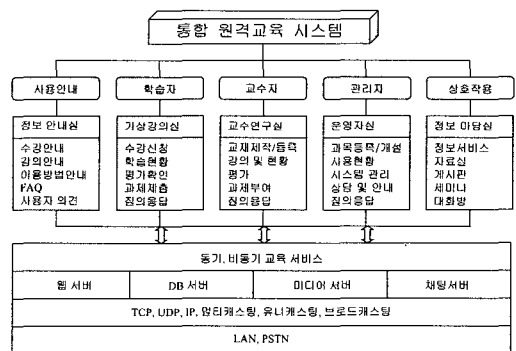 통합 원격교육 시스템
사용안내
학습자
교수자
관리자
상호작용
정보 안내실
수강안내
강의안내
이용방법안내
FAQ
사용자 의견
가상강의실
수강신청
학습현황
평가확인
과제제출
질의응답
교수연구실
교재제작/등록
강의 및 현황
평가
과제부여
질의응답
운영자실
과목등록/개설
사용현황
시스템 관리
상담 및 안내
질의응답
정보 마당실
정보서비스
자료실
게시판
세미나
대화방
동기, 비동기 교육 서비스
웹 서버
DB 서버
미디어 서버
채팅서버
TCP, UDP, IP, 멀티캐스팅, 유니캐스팅, 브로드캐스팅
LAN, PSTN